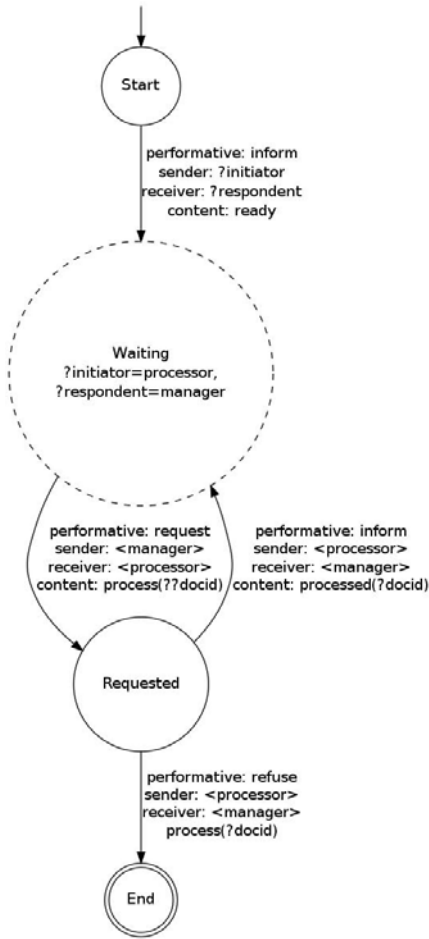 Start
performative: inform
sender: ?initiator
receiver: ?respondent
content: ready
Waiting
?initiator=processor,
?respondent=manager
performative: request
sender: <manager>
receiver: <processor>
content: process(??docid)
performative: inform
sender: <processor>
receiver: <manager>
content: processed(?docid)
Requested
performative: refuse
sender: <processor>
receiver: <manager>
process(?docid)
End